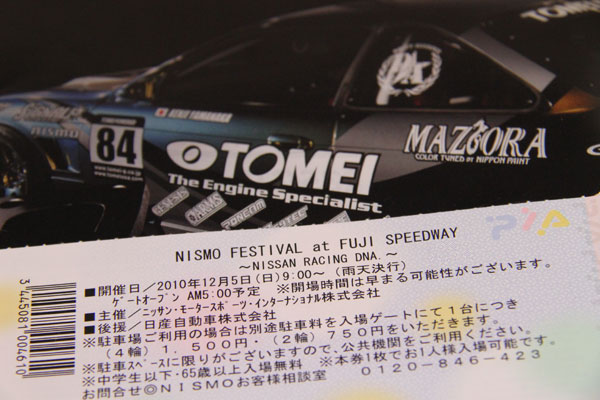 TOMEI
KENJI YAMANAKA
nismo
84
TOMEI
The Engine Specialist
MAZIORA
COLOR TUNED BY NIPPON PAINT
PIA
NISMO FESTIVAL at FUJI SPEEDWAY
～NISSAN RACING DNA.～
■開催日／2010年12月5日(日)9:00～（雨天決行）
ゲートオープン AM5:00予定 ※開場時間は早まる可能性がございます。
■主催／ニッサン・モータースポーツ・インターナショナル株式会社
■後援／日産自動車株式会社
※駐車場ご利用の場合は別途駐車料を入場ゲートにて1台につき
（4輪）1，500円・（2輪）750円をいただきます。
※駐車スペースに限りがございますので、公共機関をご利用ください。
※中学生以下・65歳以上入場無料 ※本券1枚でお1人様入場可能です。
お問合せ◎NISMOお客様相談室 0120-846-423
3445081004610